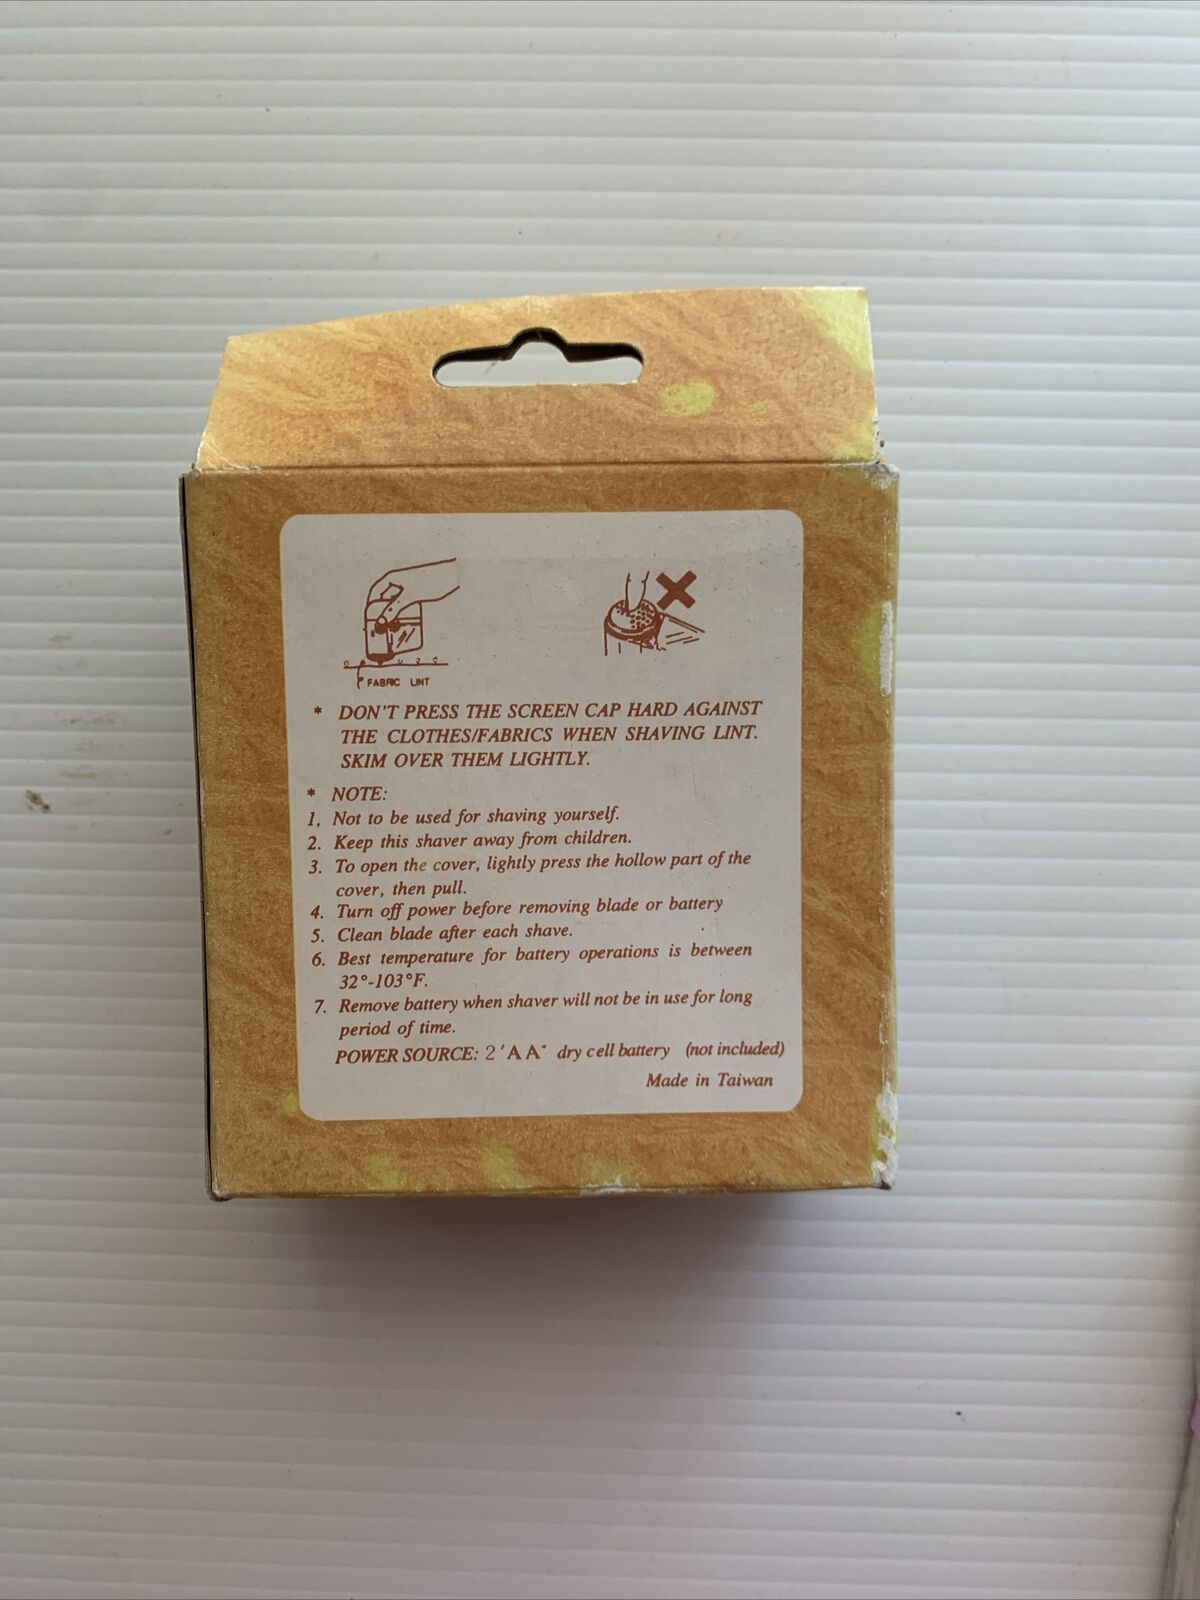 FABRIC LINT
* DON'T PRESS THE SCREEN CAP HARD AGAINST
THE CLOTHES/FABRICS WHEN SHAVING LINT.
SKIM OVER THEM LIGHTLY.
* NOTE:
1. Not to be used for shaving yourself.
2. Keep this shaver away from children.
3. To open the cover, lightly press the hollow part of the
cover, then pull.
4. Turn off power before removing blade or battery
5. Clean blade after each shave.
6. Best temperature for battery operations is between
32°-103°F.
7. Remove battery when shaver will not be in use for long
period of time.
POWER SOURCE: 2 'AA" dry cell battery (not included)
Made in Taiwan